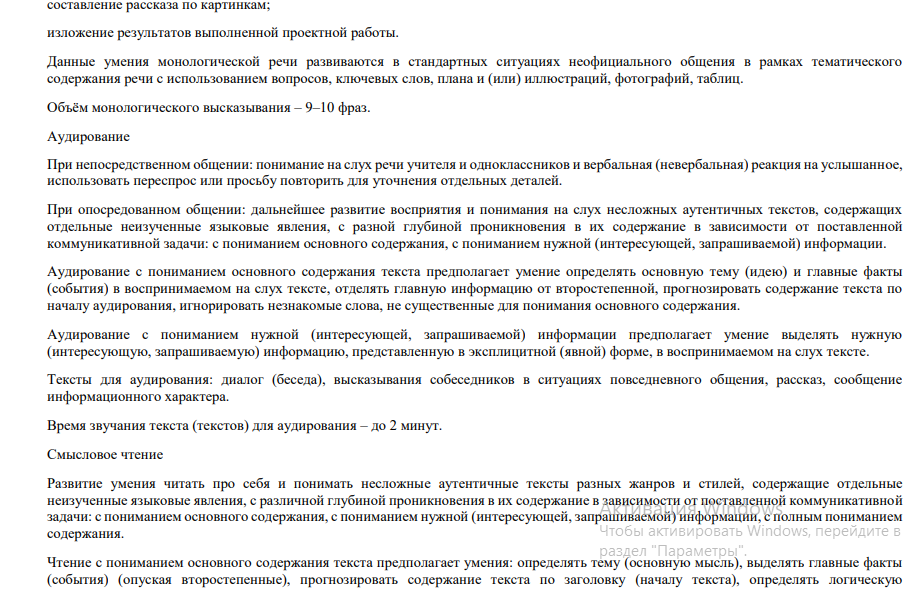 составление рассказа по картинкам;
изложение результатов выполненной проектной работы.
Данные умения монологической речи развиваются в стандартных ситуациях неофициального общения в рамках тематического
содержания речи с использованием вопросов, ключевых слов, плана и (или) иллюстраций, фотографий, таблиц.
Объём монологического высказывания – 9–10 фраз.
Аудирование
При непосредственном общении: понимание на слух речи учителя и одноклассников и вербальная (невербальная) реакция на услышанное,
использовать переспрос или просьбу повторить для уточнения отдельных деталей.
При опосредованном общении: дальнейшее развитие восприятия и понимания на слух несложных аутентичных текстов, содержащих
отдельные неизученные языковые явления, с разной глубиной проникновения в их содержание в зависимости от поставленной
коммуникативной задачи: с пониманием основного содержания, с пониманием нужной (интересующей, запрашиваемой) информации.
Аудирование с пониманием основного содержания текста предполагает умение определять основную тему (идею) и главные факты
(события) в воспринимаемом на слух тексте, отделять главную информацию от второстепенной, прогнозировать содержание текста по
началу аудирования, игнорировать незнакомые слова, не существенные для понимания основного содержания.
Аудирование с пониманием нужной (интересующей, запрашиваемой) информации предполагает умение выделять нужную
(интересующую, запрашиваемую) информацию, представленную в эксплицитной (явной) форме, в воспринимаемом на слух тексте.
Тексты для аудирования: диалог (беседа), высказывания собеседников в ситуациях повседневного общения, рассказ, сообщение
информационного характера.
Время звучания текста (текстов) для аудирования – до 2 минут.
Смысловое чтение
Развитие умения читать про себя и понимать несложные аутентичные тексты разных жанров и стилей, содержащие отдельные
неизученные языковые явления, с различной глубиной проникновения в их содержание в зависимости от поставленной коммуникативной
задачи: с пониманием основного содержания, с пониманием нужной (интересующей, запрашиваемой) информации, с полным пониманием
содержания.
Активация Windows
Чтобы активировать Windows, перейдите в
раздел "Параметры".
Чтение с пониманием основного содержания текста предполагает умения: определять тему (основную мысль), выделять главные факты
(события) (опуская второстепенные), прогнозировать содержание текста по заголовку (началу текста), определять логическую